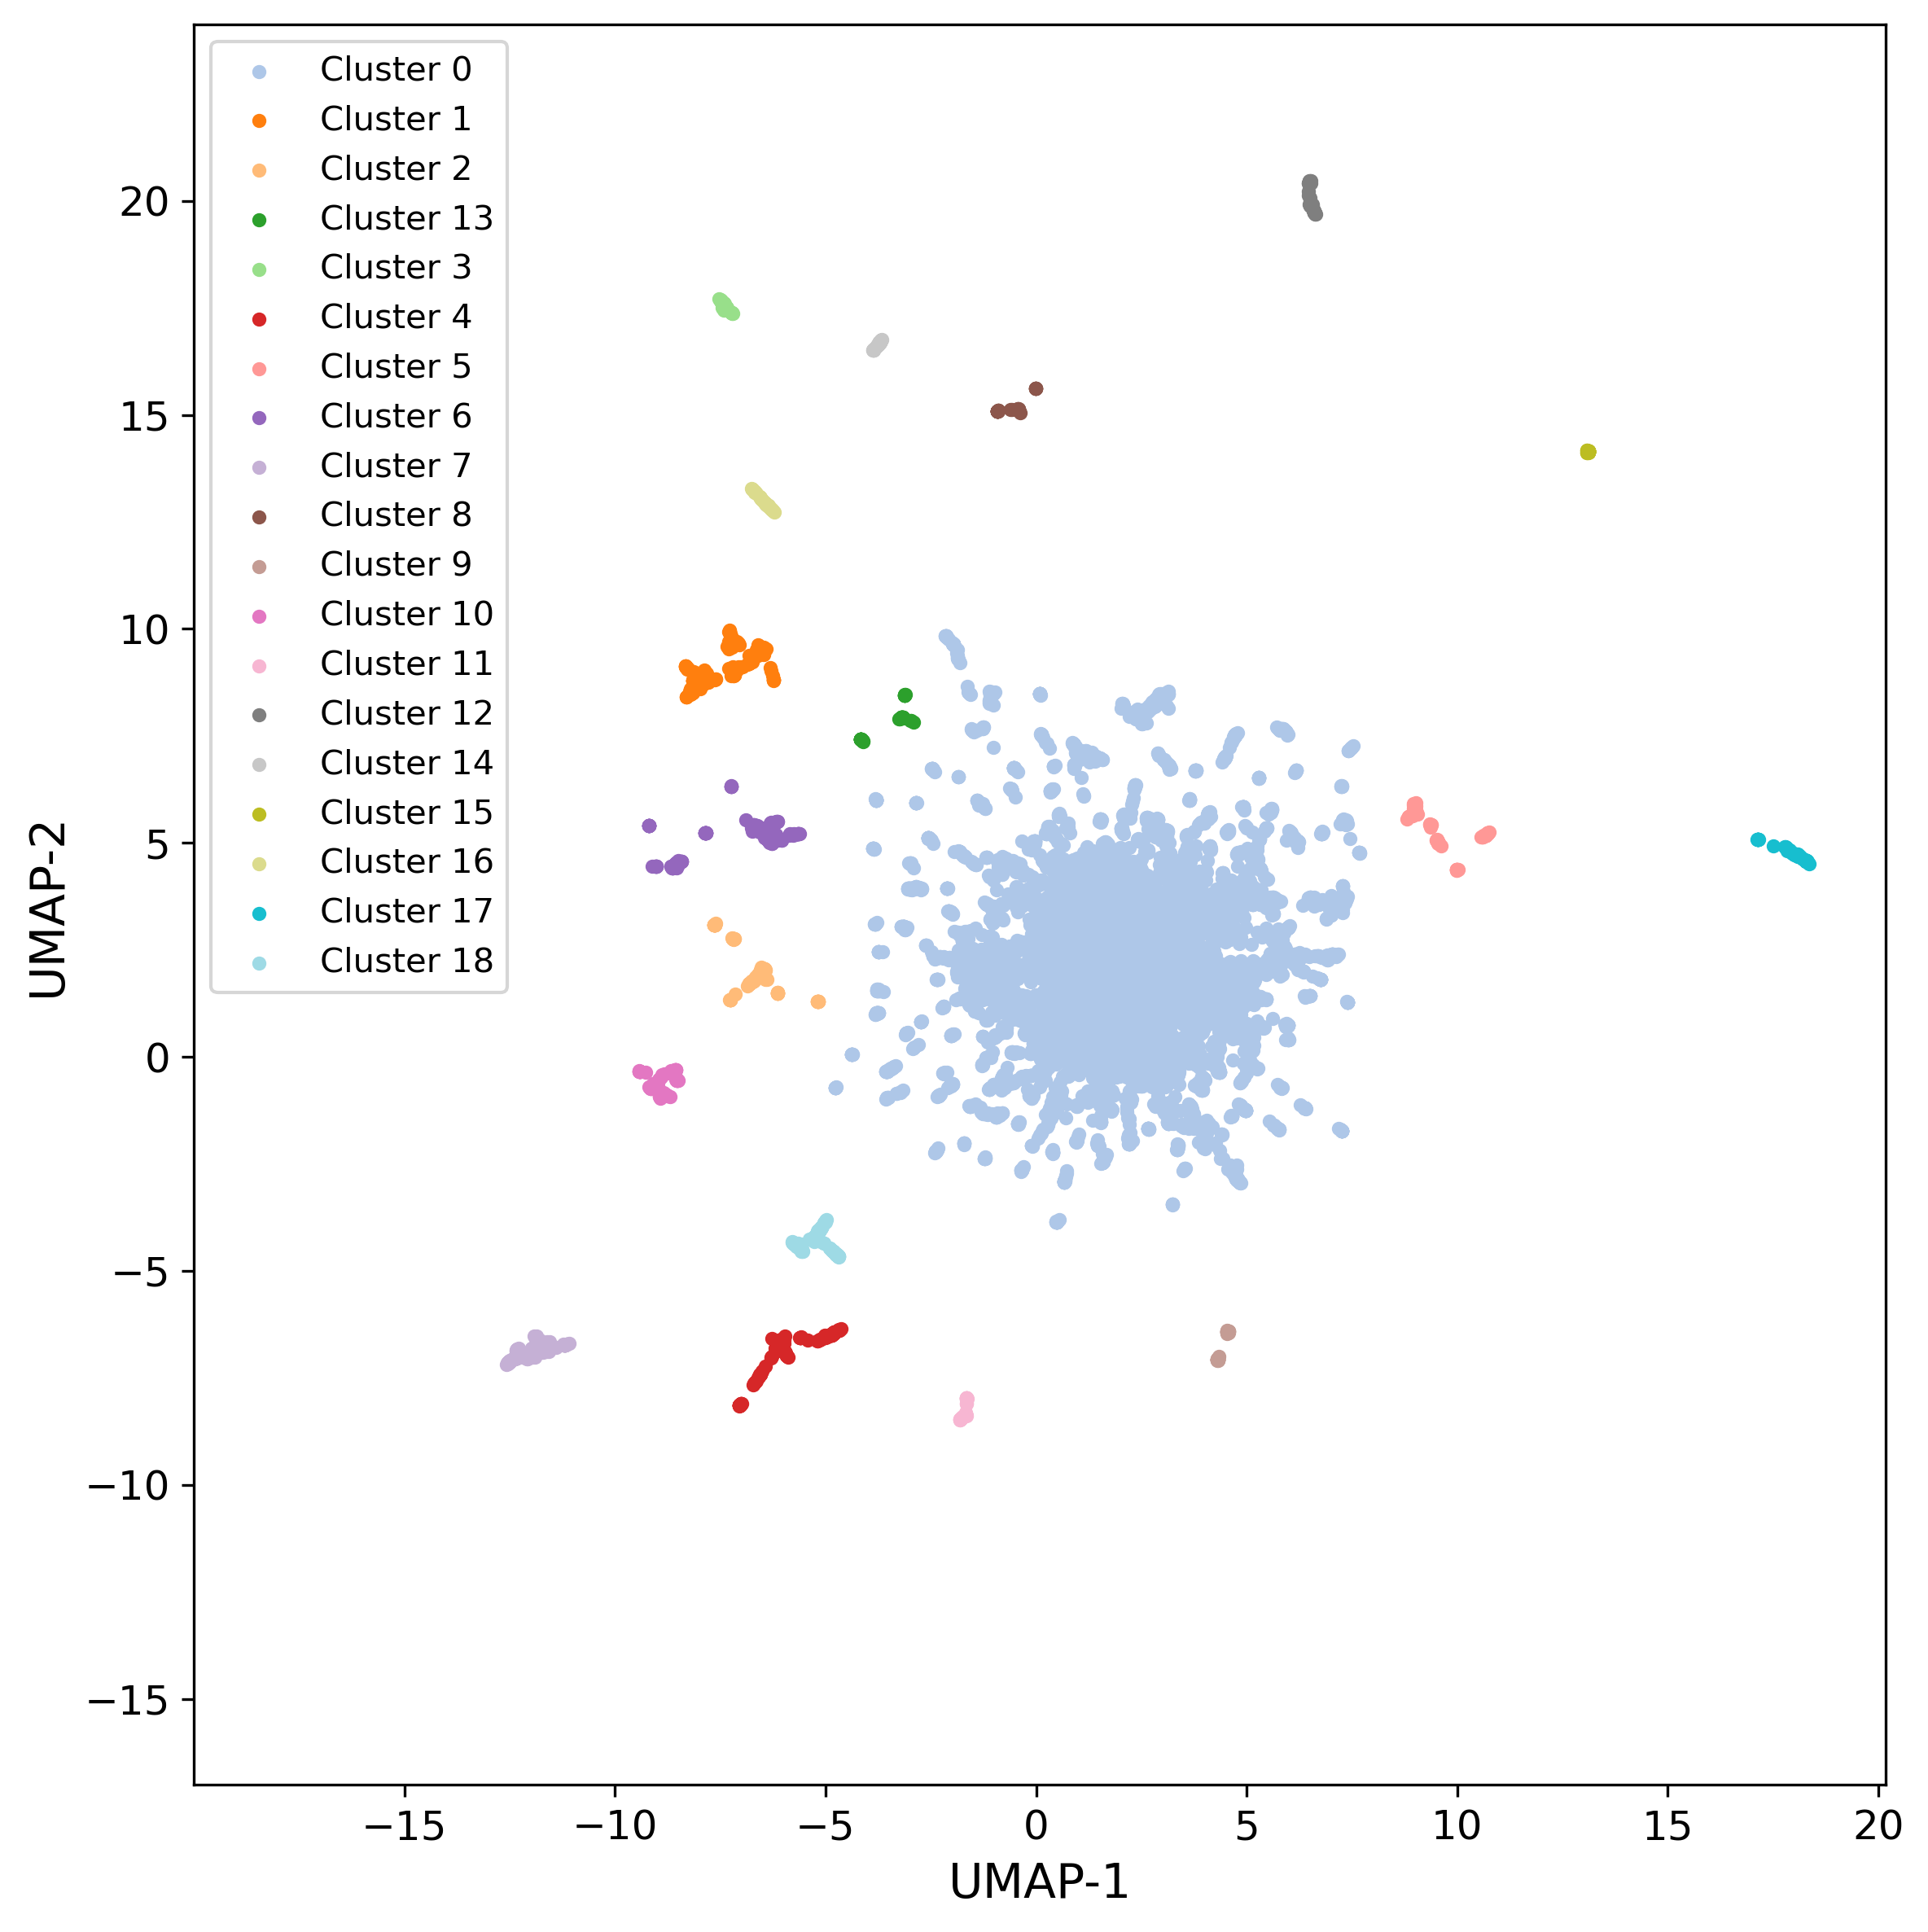 Cluster 0
Cluster 1
Cluster 2
Cluster 13
Cluster 3
Cluster 4
Cluster 5
Cluster 6
Cluster 7
Cluster 8
Cluster 9
Cluster 10
Cluster 11
Cluster 12
Cluster 14
Cluster 15
Cluster 16
Cluster 17
Cluster 18
UMAP-2
20
15
10
5
0
−5
−10
−15
−15 −10 −5 0 5 10 15 20
UMAP-1